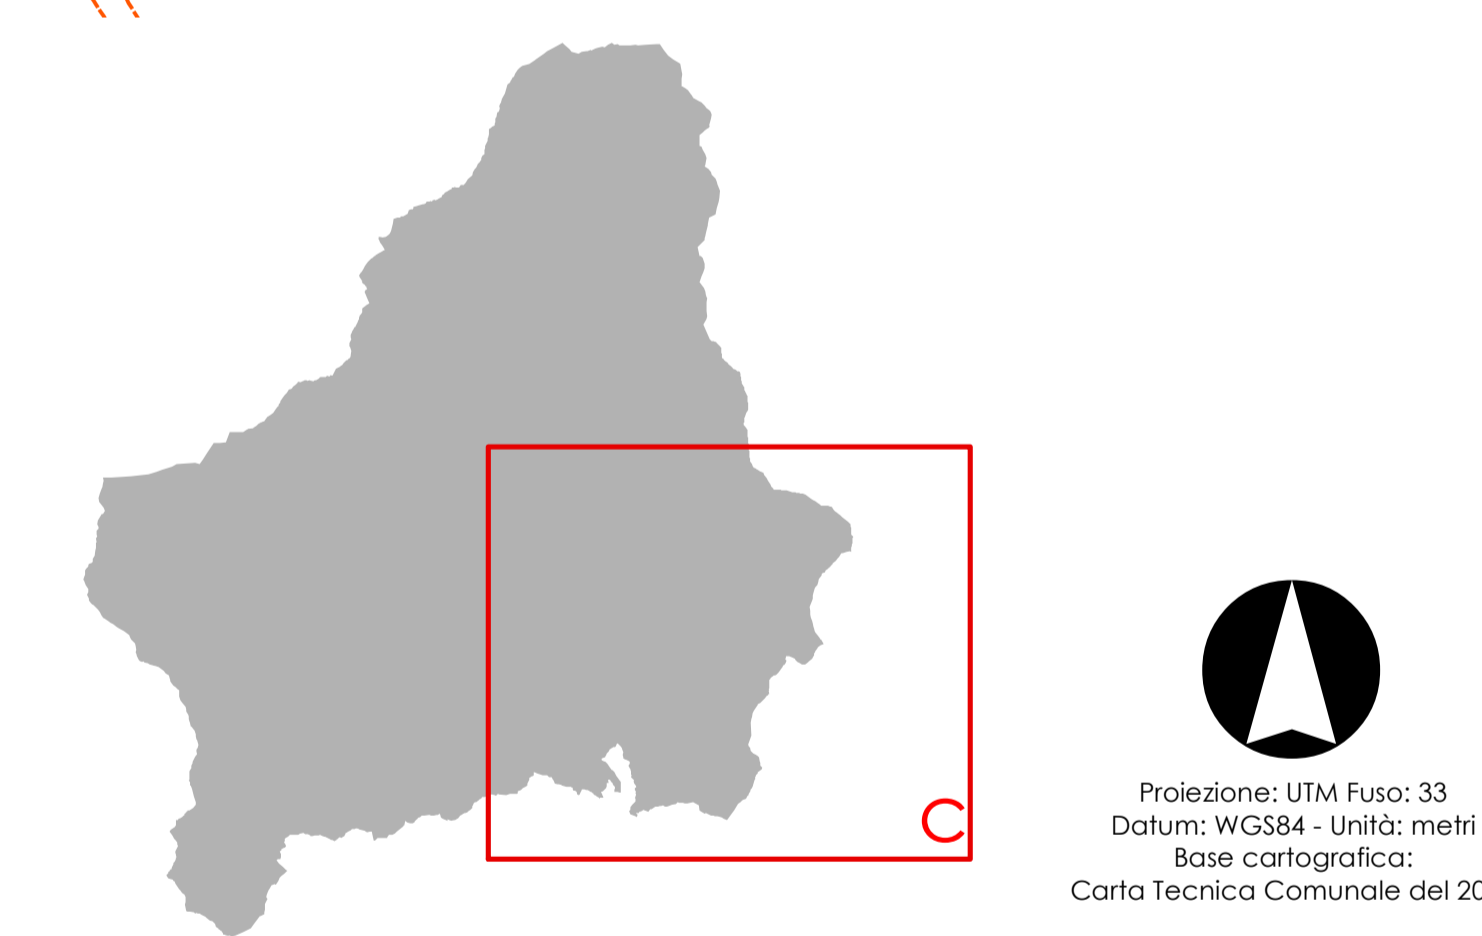 C
Proiezione: UTM Fuso: 33
Datum: WGS84 - Unità: metri
Base cartografica:
Carta Tecnica Comunale del